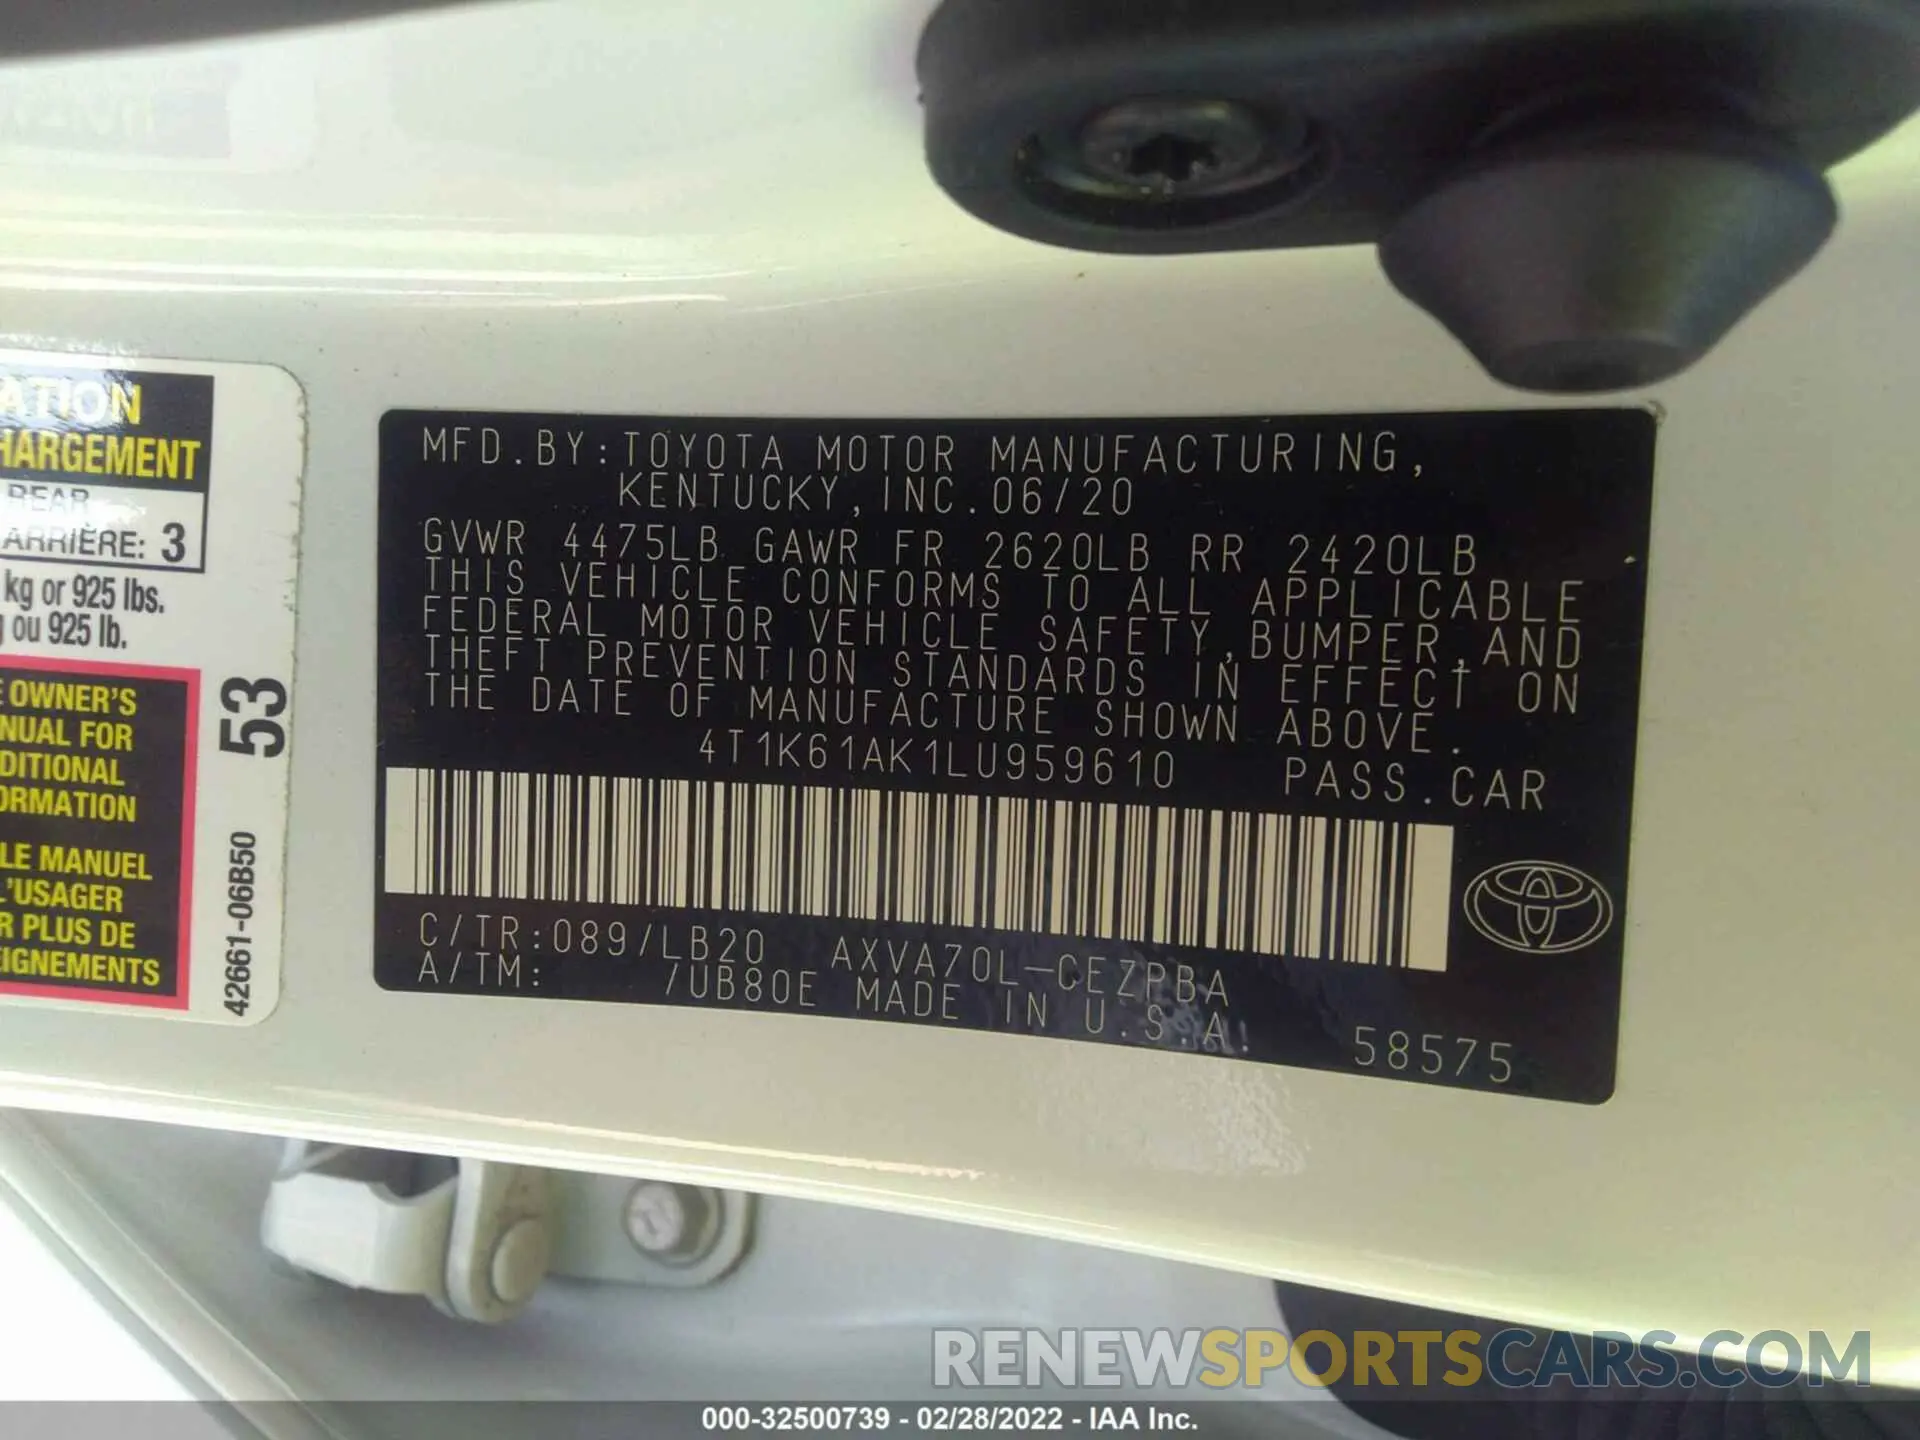 ATION
HARGEMENT
REAR
ARRIÈRE: 3
kg or 925 lbs.
ou 925 lb.
OWNER'S
NUAL FOR
DITIONAL
ORMATION
LE MANUEL
L'USAGER
R PLUS DE
EIGNEMENTS
53
42661-06B50
MFD.BY:TOYOTA MOTOR MANUFACTURING,
KENTUCKY,INC.06/20
GVWR 4475LB GAWR FR 2620LB RR 2420LB
THIS VEHICLE CONFORMS TO ALL APPLICABLE
FEDERAL MOTOR VEHICLE SAFETY,BUMPER,AND
THEFT PREVENTION STANDARDS IN EFFECT ON
THE DATE OF MANUFACTURE SHOWN ABOVE.
4T1K61AK1LU959610 PASS.CAR
C/TR:089/LB20 AXVA70L-CEZPBA
A/TM: /UB80E MADE IN U.S.A.
58575
RENEWSPORTSCARS.COM
000-32500739 - 02/28/2022 - IAA Inc.